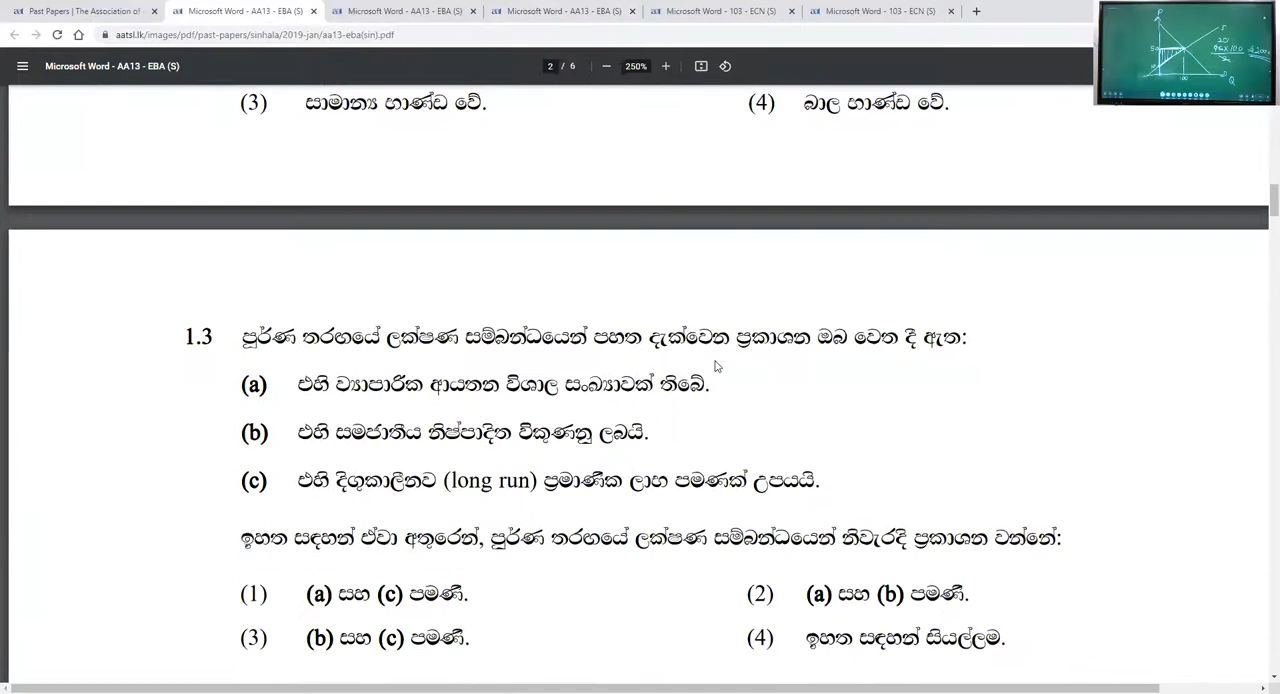 Past Papers | The Association of
Microsoft Word - AA13 - EBA (S)
Microsoft Word - AA13 - EBA (S)
Microsoft Word - AA13 - EBA (S)
Microsoft Word - 103 - ECN (S)
Microsoft Word - 103 - ECN (S)
aatsl.lk/images/pdf/past-papers/sinhala/2019-jan/aa13-eba(sin).pdf
Microsoft Word - AA13 - EBA (S) 2 / 6 250%
(3) සාමාන්‍ය භාණ්ඩ වේ. (4) බාල භාණ්ඩ වේ.
1.3 පූර්ණ තරඟයේ ලක්ෂණ සම්බන්ධයෙන් පහත දැක්වෙන ප්‍රකාශන ඔබ වෙත දී ඇත:
(a) එහි ව්‍යාපාරික ආයතන විශාල සංඛ්‍යාවක් තිබේ.
(b) එහි සමජාතීය නිෂ්පාදිත විකුණනු ලබයි.
(c) එහි දිගුකාලීනව (long run) ප්‍රමාණික ලාභ පමණක් උපයයි.
ඉහත සඳහන් ඒවා අතුරෙන්, පුර්ණ තරඟයේ ලක්ෂණ සම්බන්ධයෙන් නිවැරදි ප්‍රකාශන වන්නේ:
(1) (a) සහ (c) පමණි. (2) (a) සහ (b) පමණි.
(3) (b) සහ (c) පමණි. (4) ඉහත සඳහන් සියල්ලම.